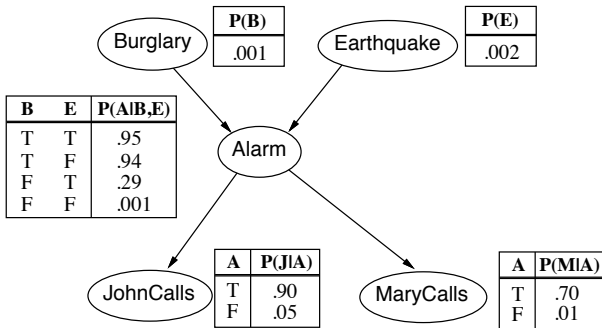 Burglary
P(B)
.001
Earthquake
P(E)
.002
B E P(A|B,E)
T T .95
T F .94
F T .29
F F .001
Alarm
JohnCalls
A P(J|A)
T .90
F .05
MaryCalls
A P(M|A)
T .70
F .01